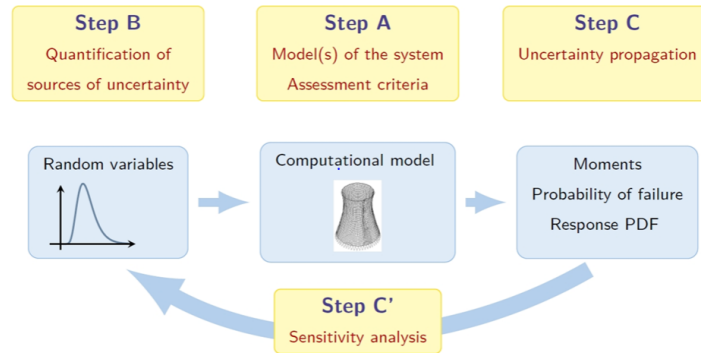 Step B
Quantification of
sources of uncertainty
Step A
Model(s) of the system
Assessment criteria
Step C
Uncertainty propagation
Random variables
Computational model
Moments
Probability of failure
Response PDF
Step C'
Sensitivity analysis